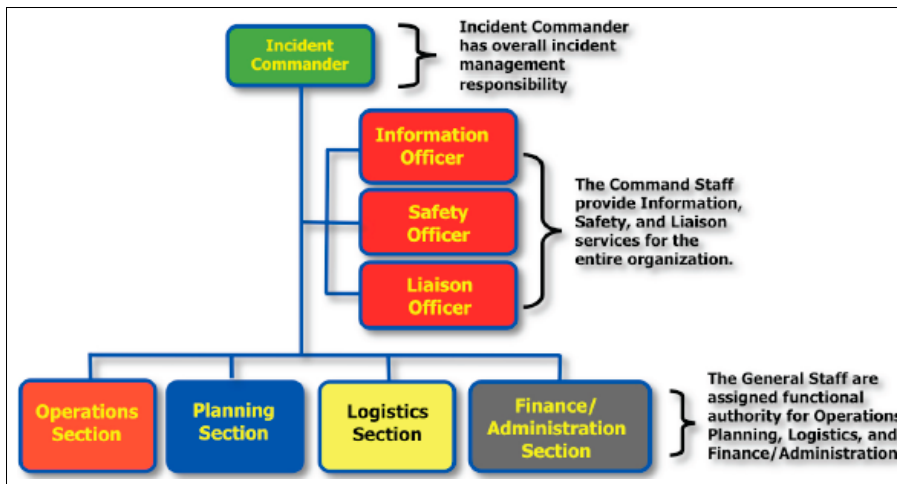 Incident
Commander
Incident Commander
has overall incident
management
responsibility
Information
Officer
Safety
Officer
Liaison
Officer
The Command Staff
provide Information,
Safety, and Liaison
services for the
entire organization.
Operations
Section
Planning
Section
Logistics
Section
Finance/
Administration
Section
The General Staff are
assigned functional
authority for Operations
Planning, Logistics, and
Finance/Administration